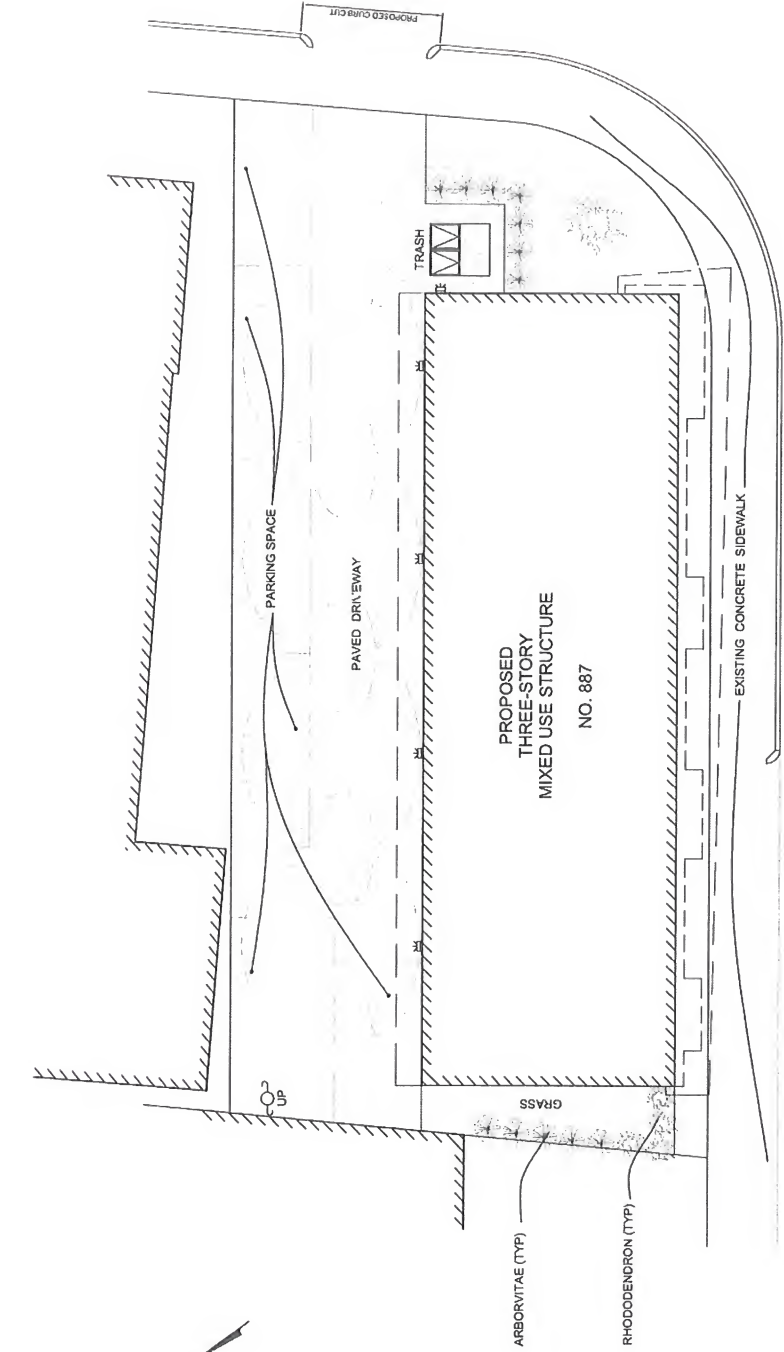 PROPOSED CURB CUT
TRASH
PARKING SPACE
PAVED DRIVEWAY
PROPOSED
THREE-STORY
MIXED USE STRUCTURE
NO. 887
EXISTING CONCRETE SIDEWALK
UP
GRASS
ARBORVITAE (TYP)
RHODODENDRON (TYP)